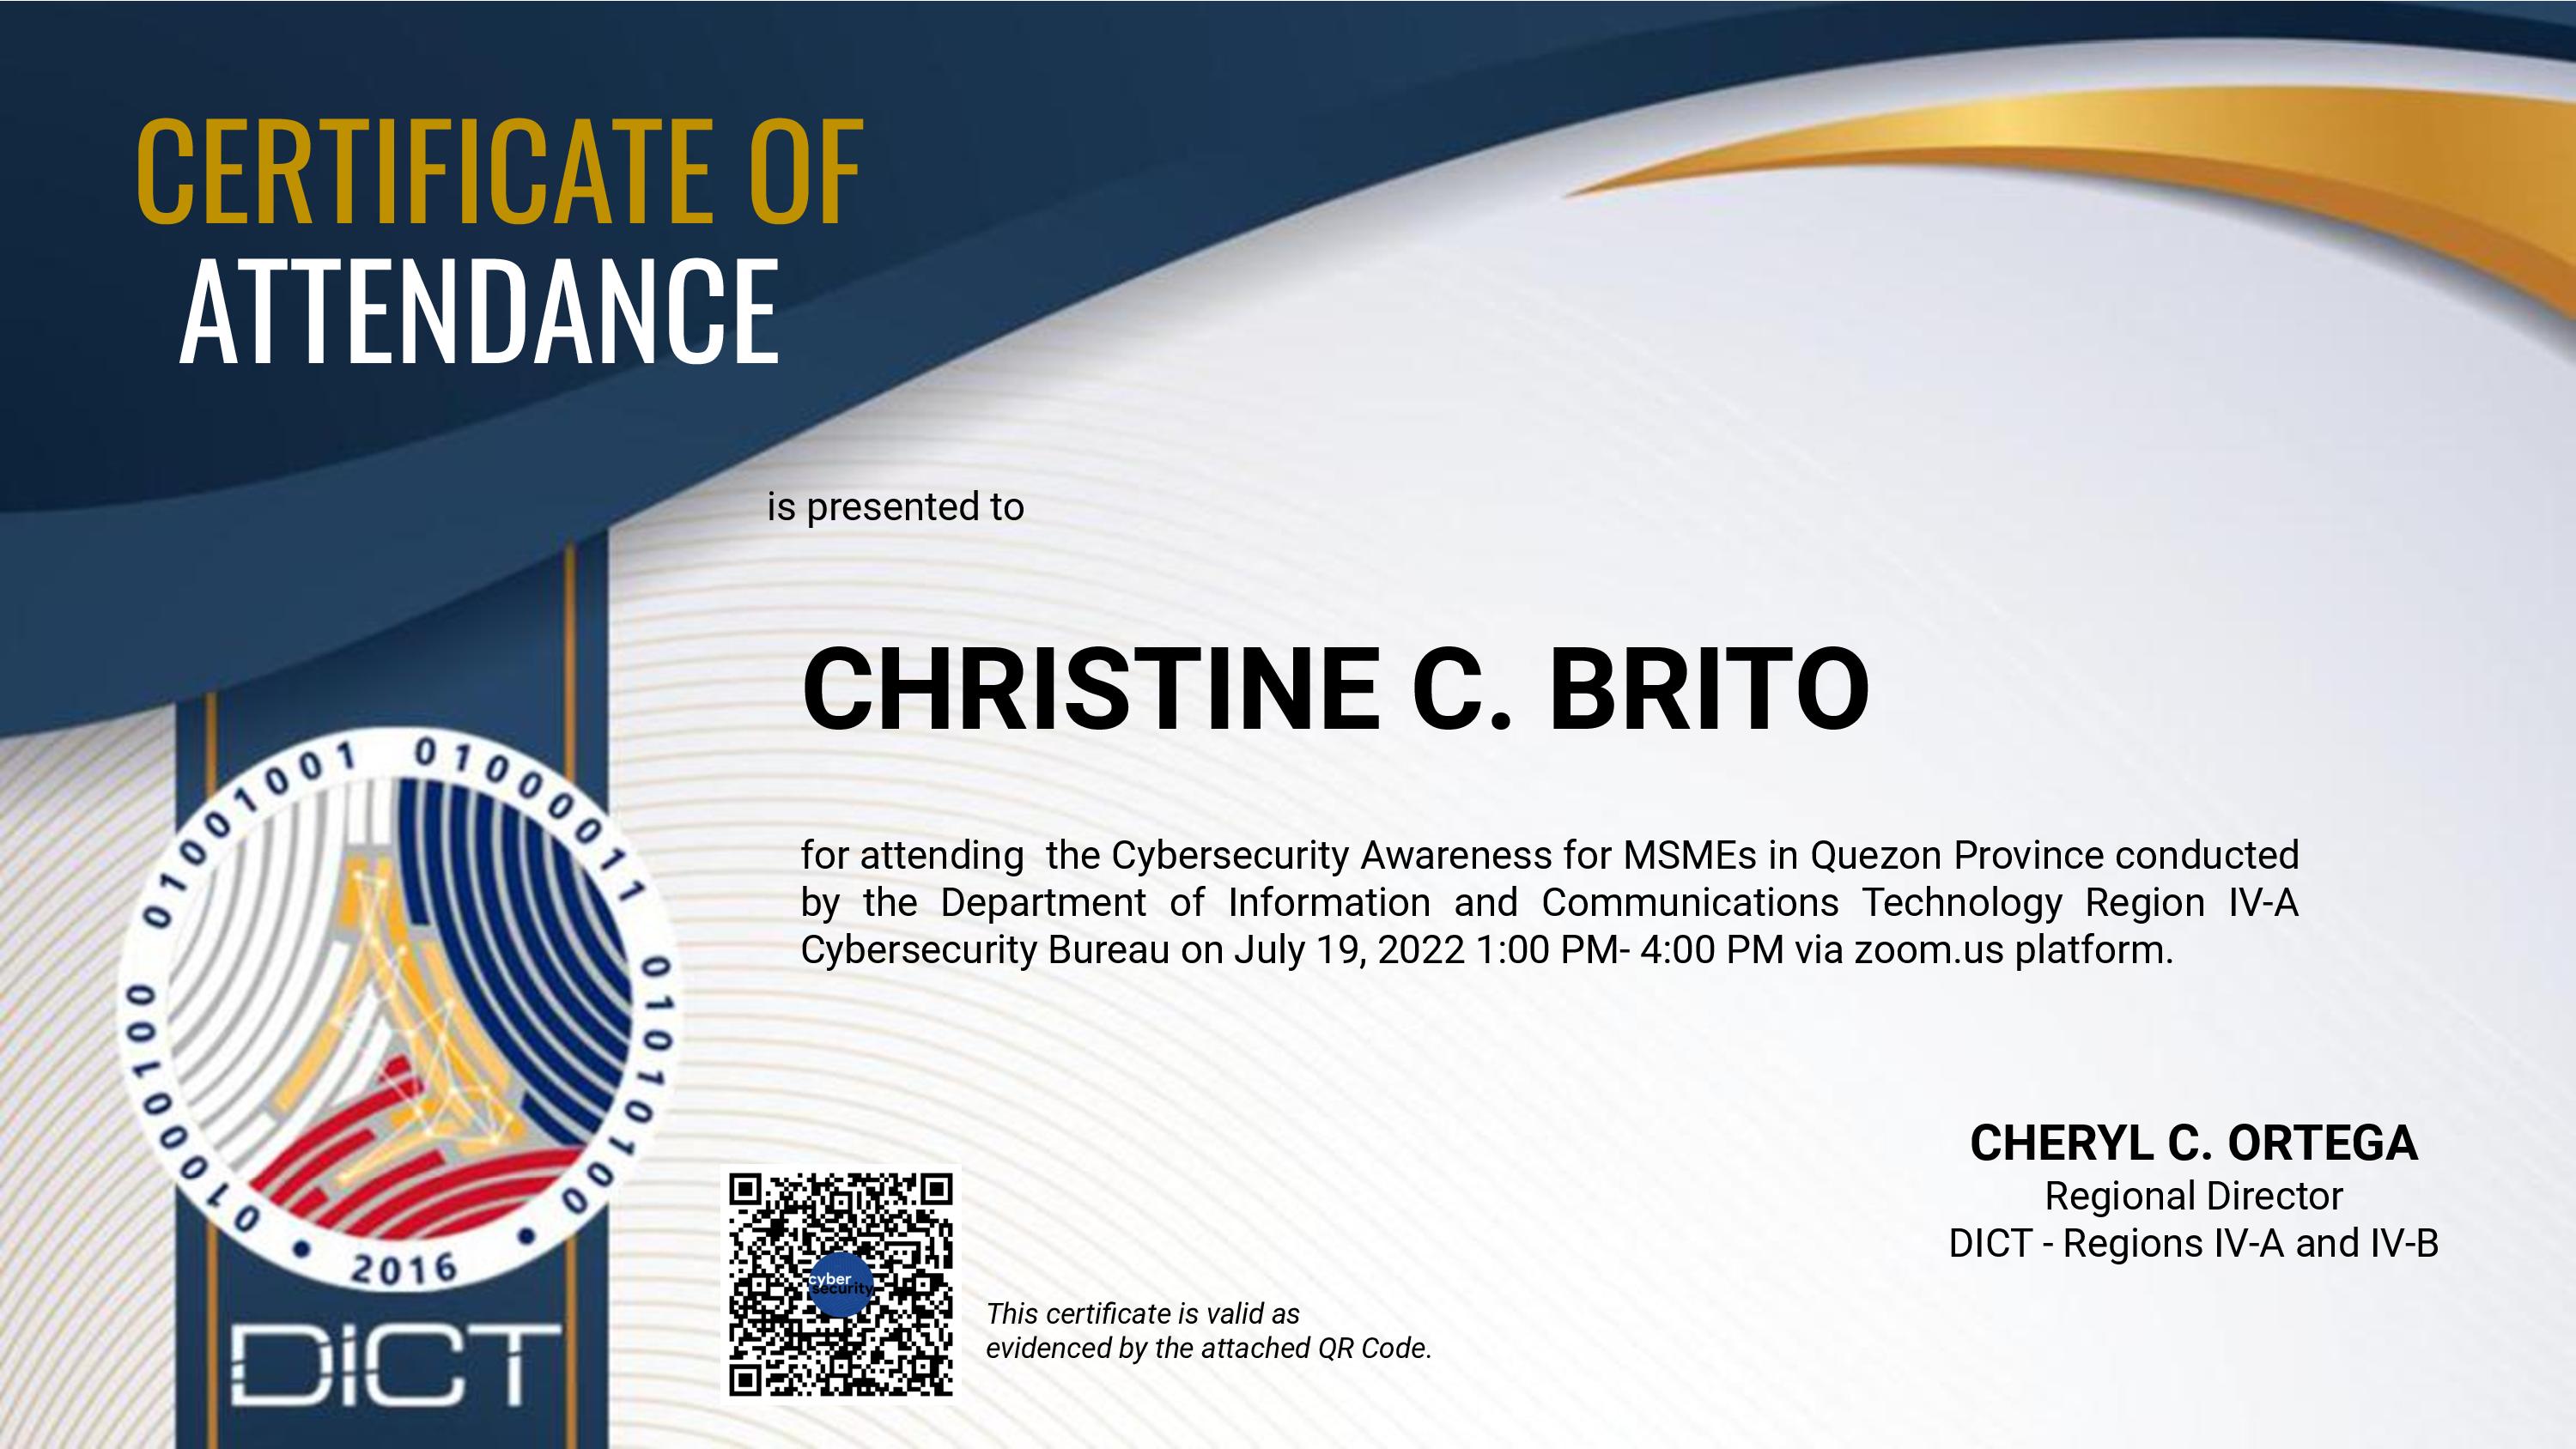 CERTIFICATE OF
ATTENDANCE
is presented to
CHRISTINE C. BRITO
for attending  the Cybersecurity Awareness for MSMEs in Quezon Province conducted
by the Department of Information and Communications Technology Region IV-A
Cybersecurity Bureau on July 19, 2022 1:00 PM- 4:00 PM via zoom.us platform.
01001001 01000011 01010100 • 2016 • 01000100
DiCT
CHERYL C. ORTEGA
Regional Director
DICT - Regions IV-A and IV-B
cyber
security
This certificate is valid as
evidenced by the attached QR Code.